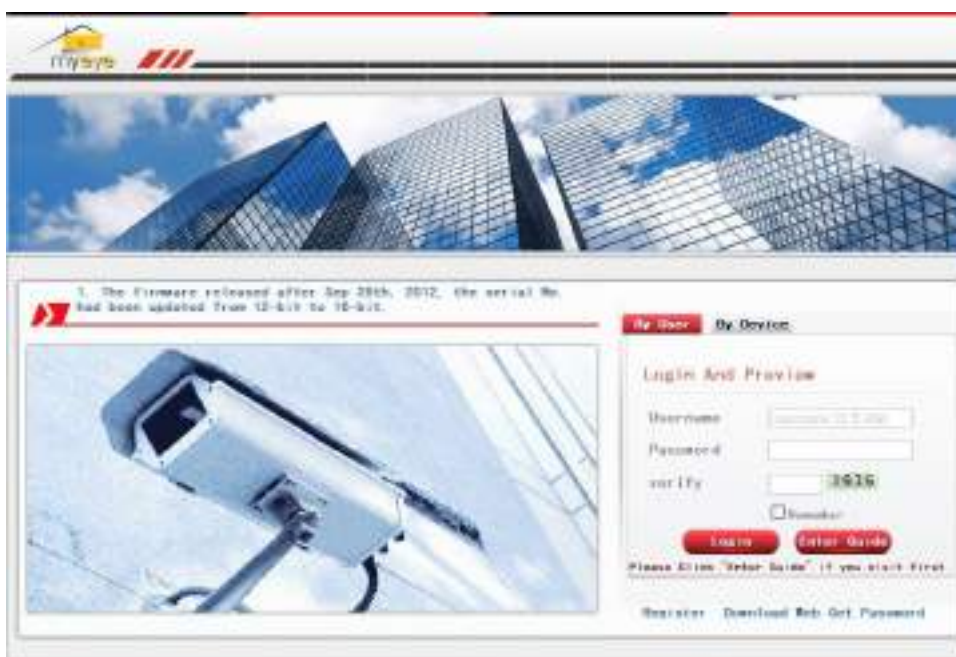 myeye
1. The Firmware released after Sep 20th, 2012, the serial No.
had been updated from 12-bit to 16-bit.
By User By Device
Login And Preview
Username
Password
verify
Remember
Login Enter Guide
Please Click "Enter Guide" if you visit first
Register Download Web Get Password